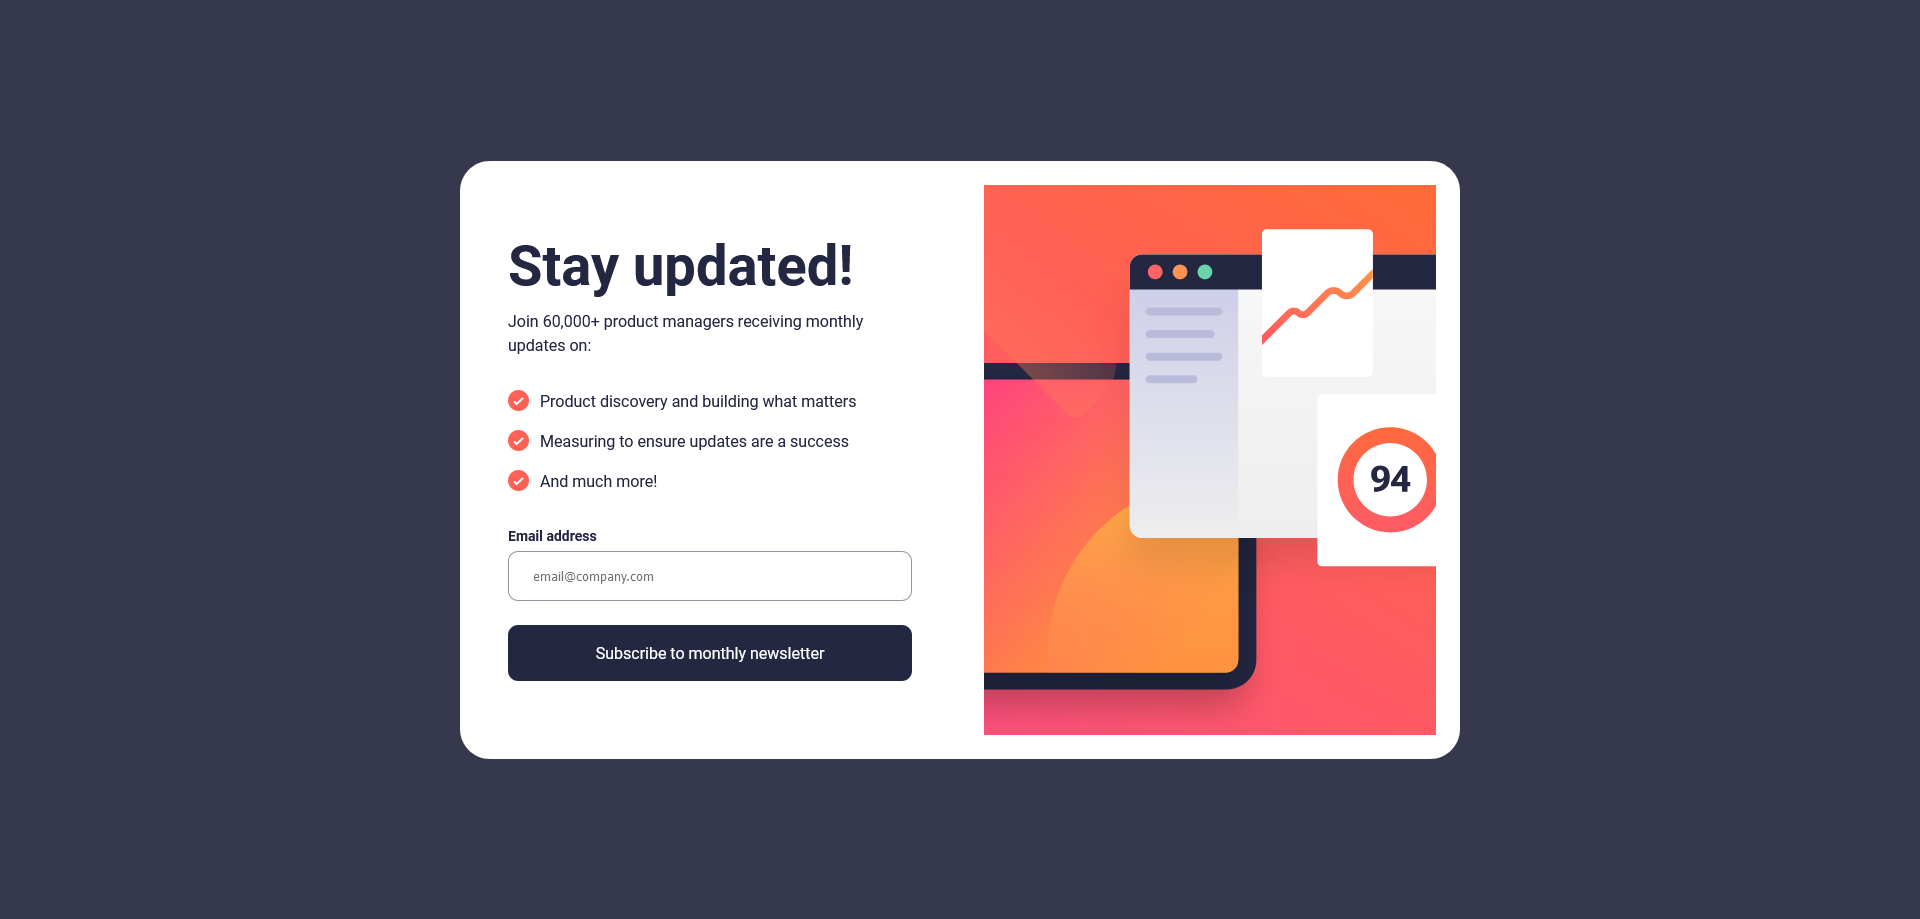 Stay updated!
Join 60,000+ product managers receiving monthly
updates on:
Product discovery and building what matters
Measuring to ensure updates are a success
And much more!
Email address
email@company.com
Subscribe to monthly newsletter
94